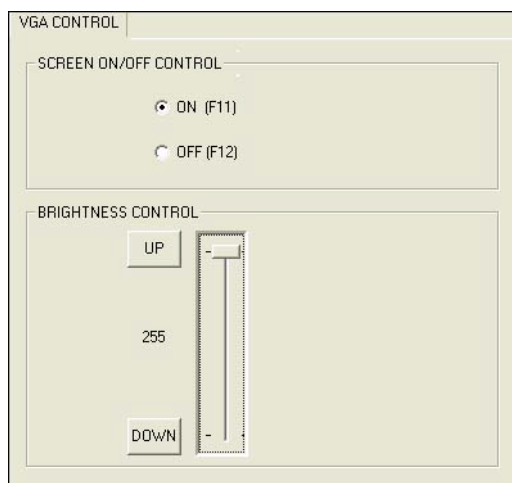 VGA CONTROL
SCREEN ON/OFF CONTROL
ON (F11)
OFF (F12)
BRIGHTNESS CONTROL
UP
255
DOWN